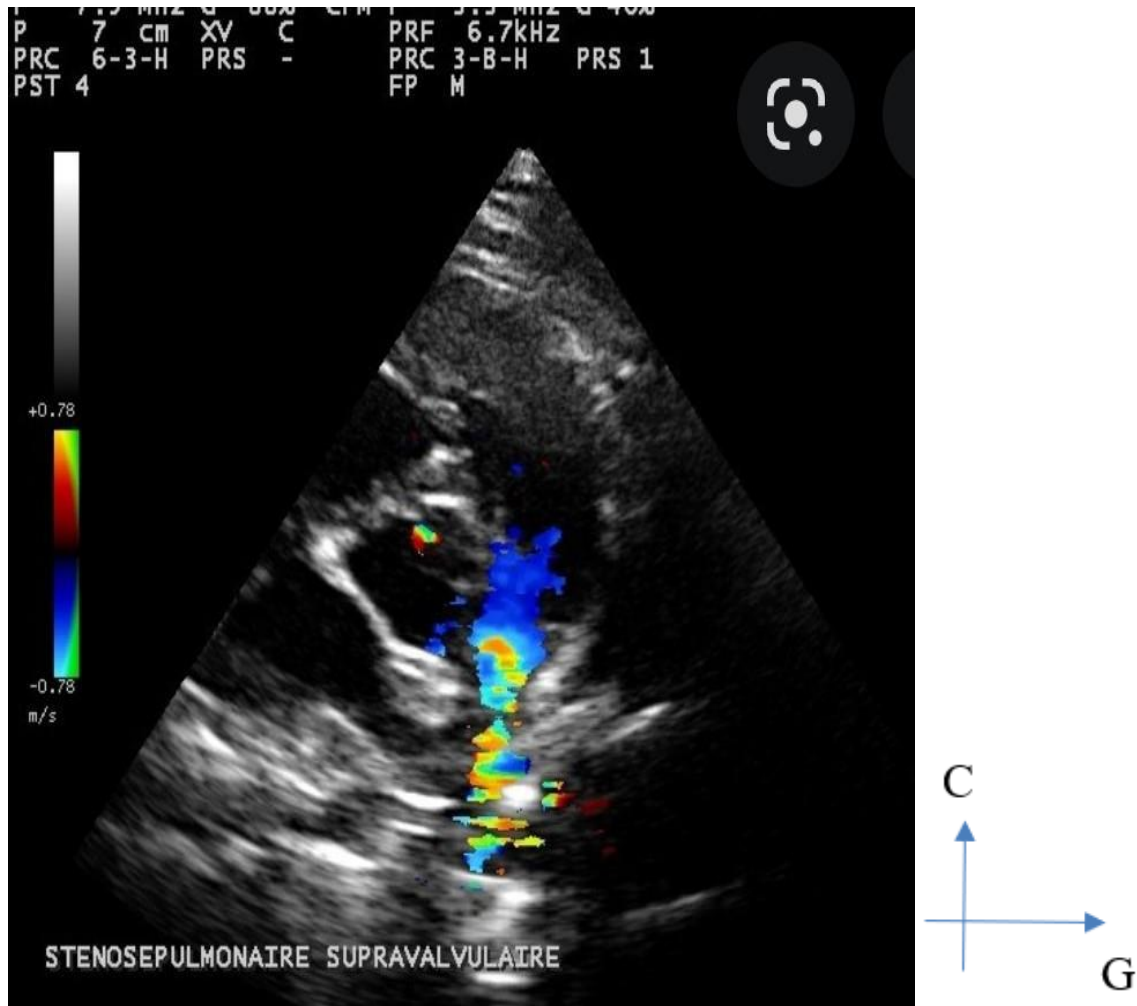 P 7 cm XV C PRF 6.7kHz
PRC 6-3-H PRS - PRC 3-B-H PRS 1
PST 4 FP M
+0.78
-0.78
m/s
STENOSEPULMONAIRE SUPRAVALVULAIRE
C
G